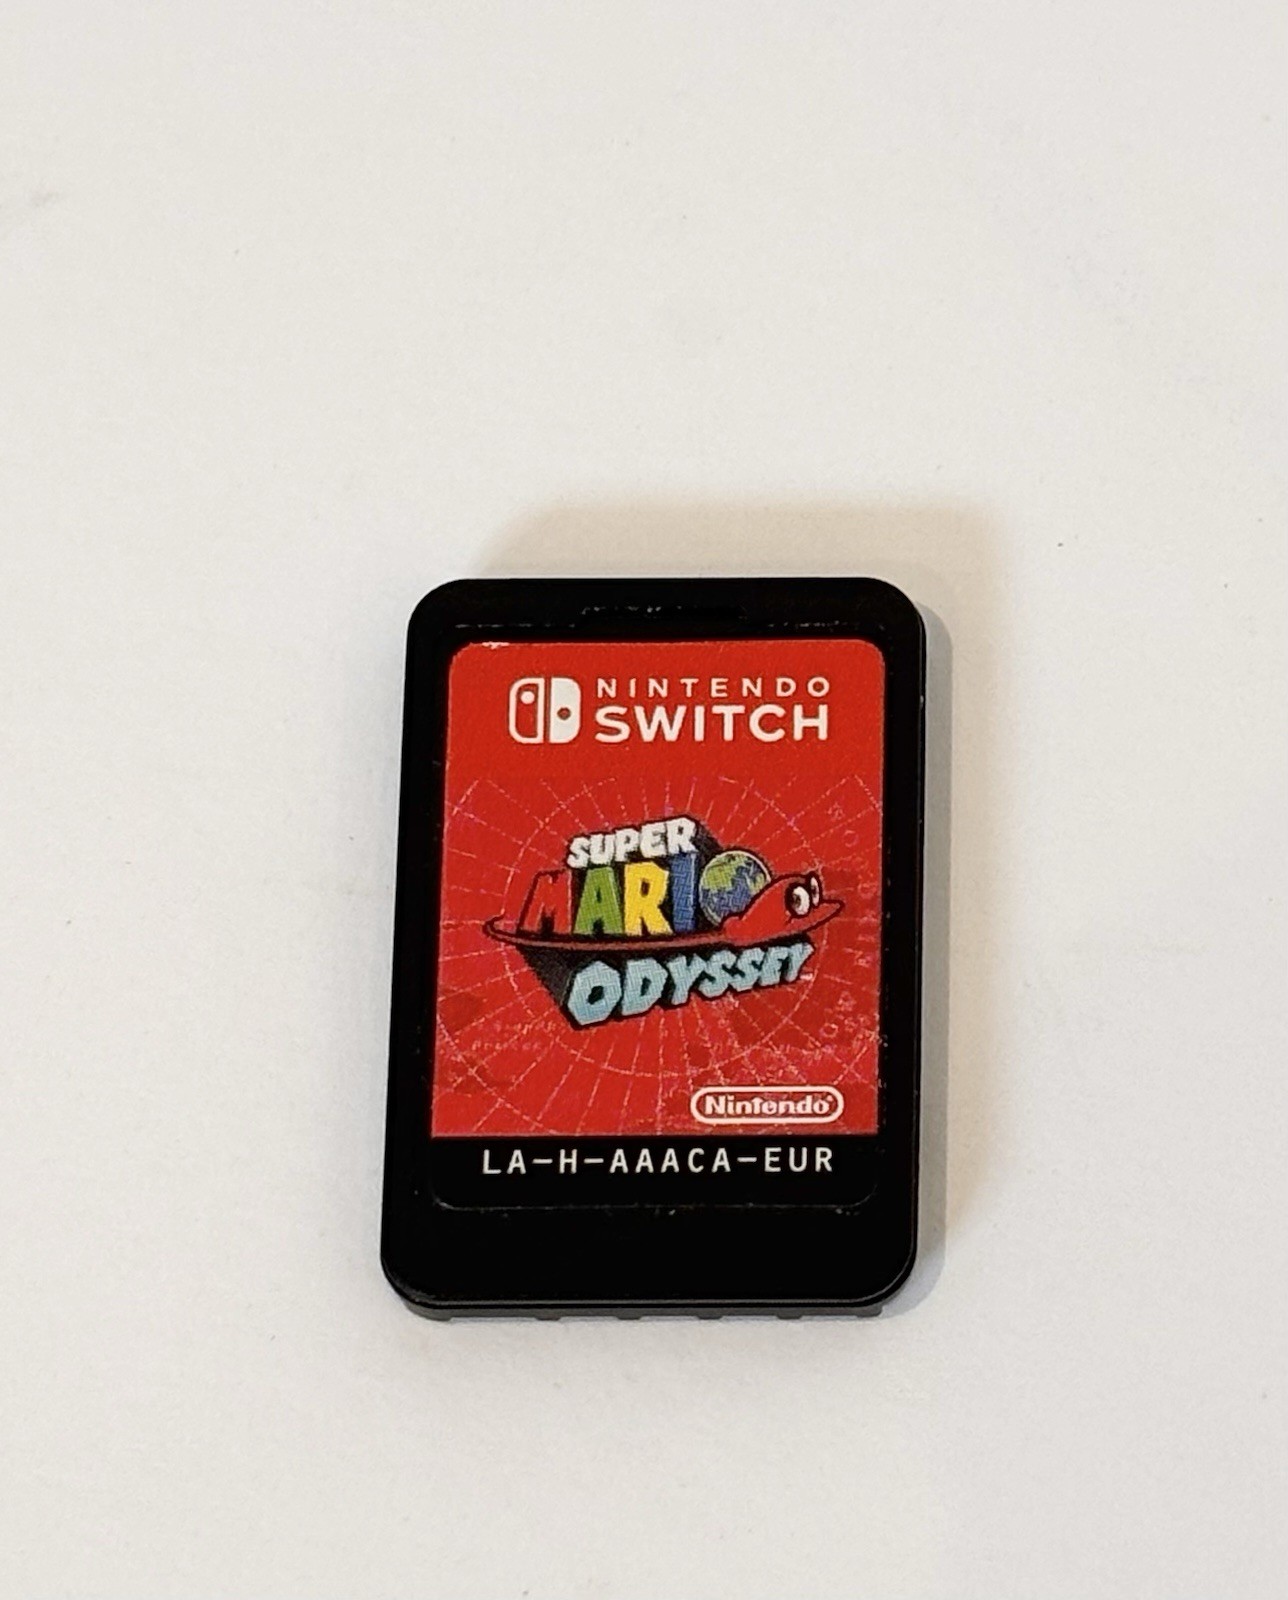 NINTENDO
SWITCH
SUPER
MARIO
ODYSSEY
Nintendo
LA-H-AAACA-EUR